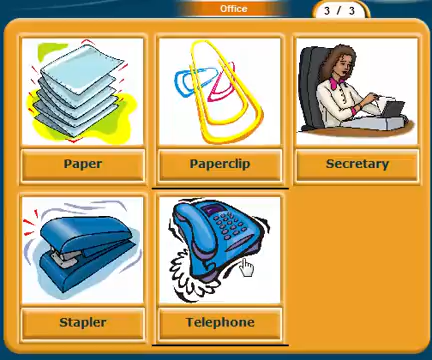 Office
3 / 3
Paper
Paperclip
Secretary
Stapler
Telephone